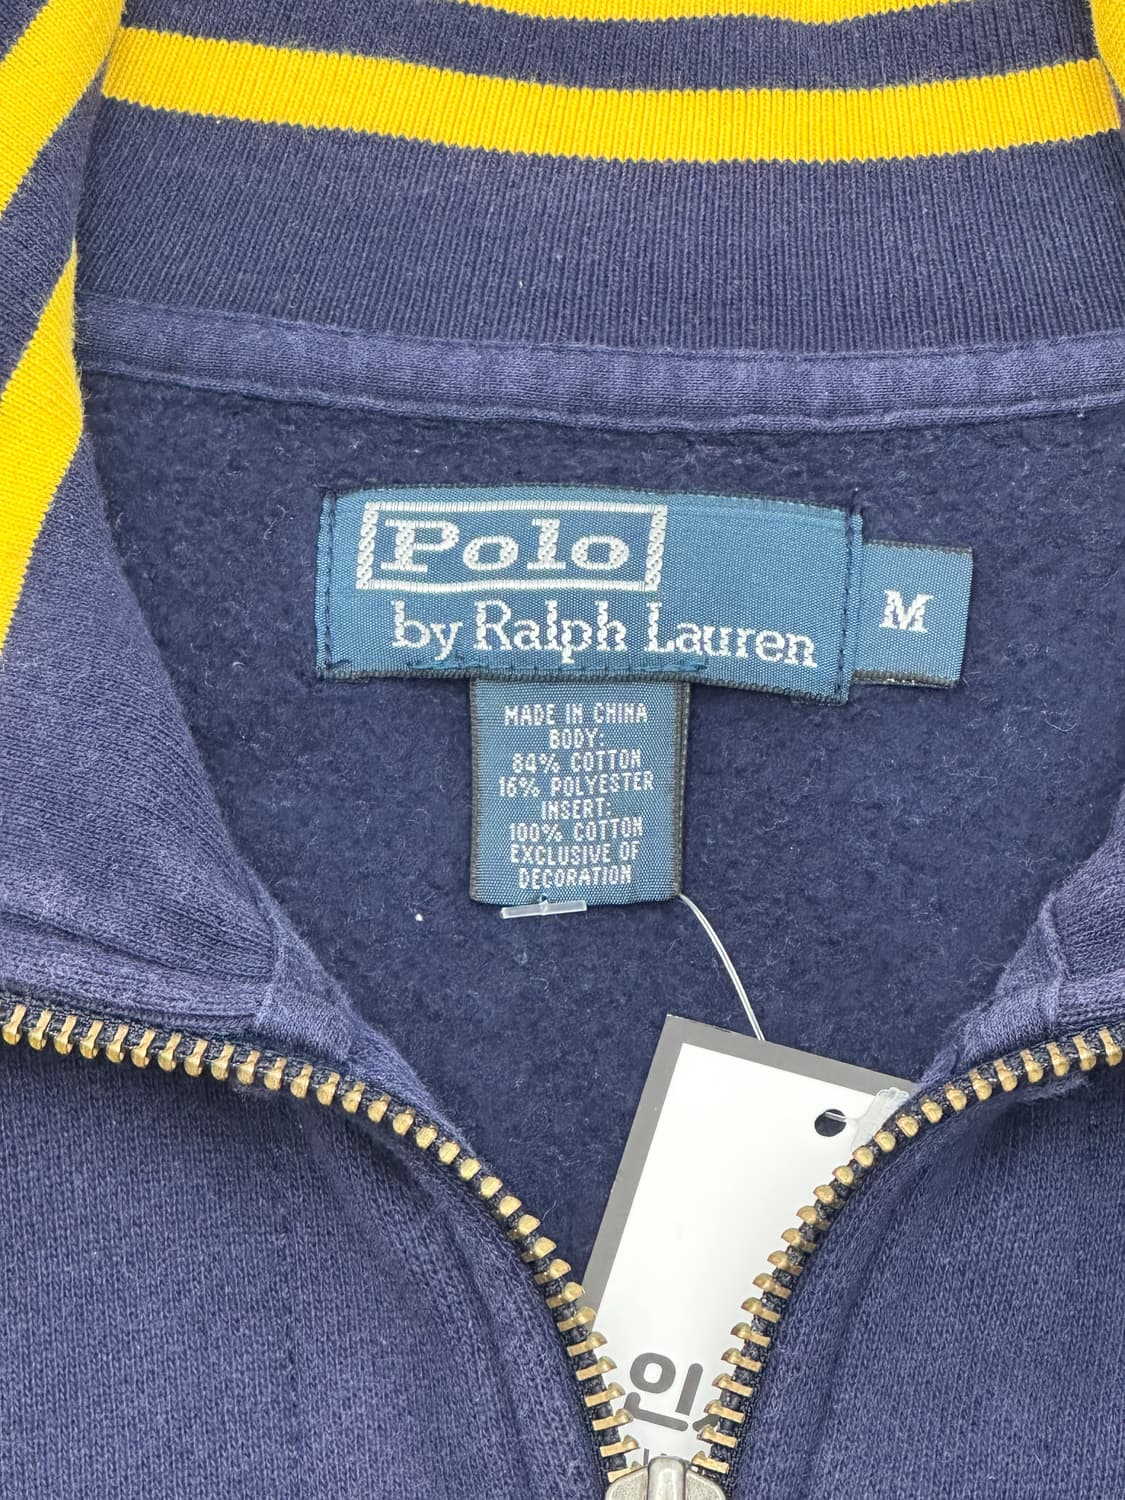 Polo
by Ralph Lauren
M
MADE IN CHINA
BODY:
84% COTTON
16% POLYESTER
INSERT:
100% COTTON
EXCLUSIVE OF
DECORATION